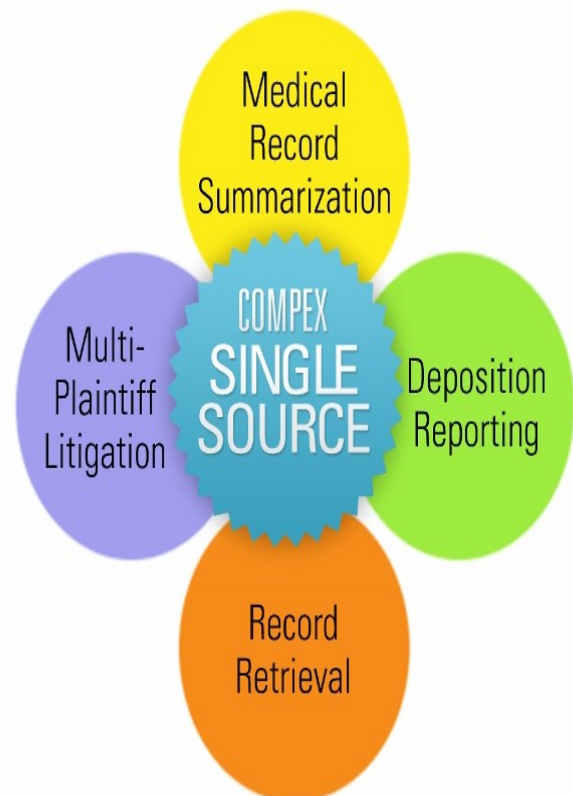 Medical
Record
Summarization
Multi-
Plaintiff
Litigation
COMPEX
SINGLE
SOURCE
Deposition
Reporting
Record
Retrieval